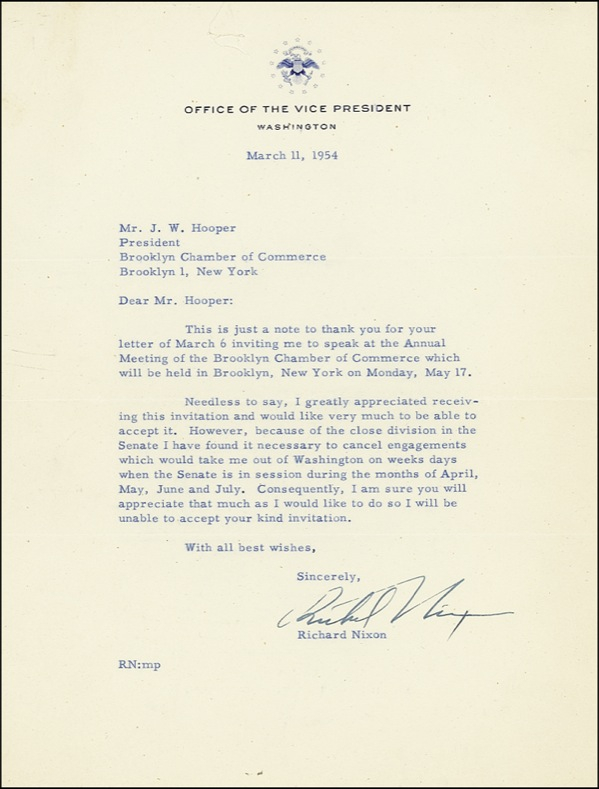 OFFICE OF THE VICE PRESIDENT
WASHINGTON
March 11, 1954
Mr. J. W. Hooper
President
Brooklyn Chamber of Commerce
Brooklyn 1, New York
Dear Mr. Hooper:
This is just a note to thank you for your
letter of March 6 inviting me to speak at the Annual
Meeting of the Brooklyn Chamber of Commerce which
will be held in Brooklyn, New York on Monday, May 17.
Needless to say, I greatly appreciated receiv-
ing this invitation and would like very much to be able to
accept it. However, because of the close division in the
Senate I have found it necessary to cancel engagements
which would take me out of Washington on weeks days
when the Senate is in session during the months of April,
May, June and July. Consequently, I am sure you will
appreciate that much as I would like to do so I will be
unable to accept your kind invitation.
With all best wishes,
Sincerely,
Richard Nixon
Richard Nixon
RN:mp